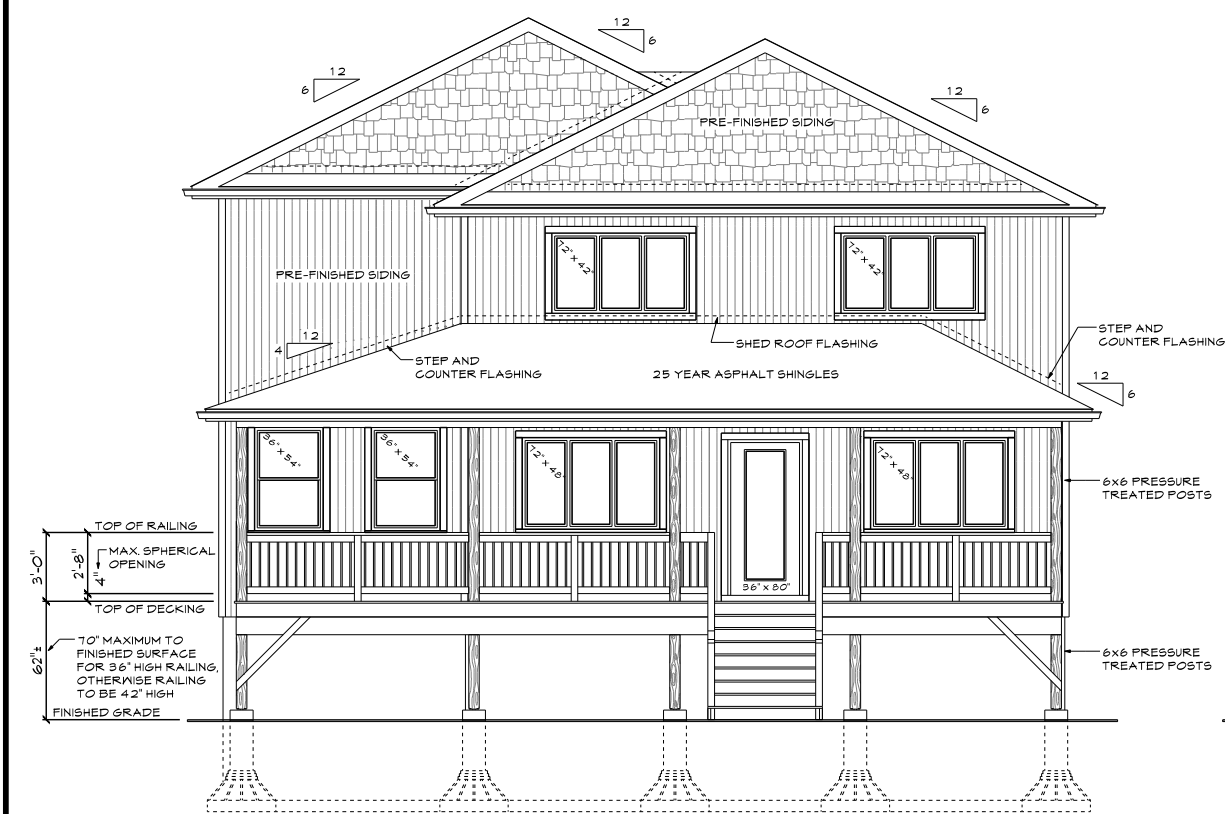 12
6
12
6
12
6
PRE-FINISHED SIDING
72" x 42"
72" x 42"
PRE-FINISHED SIDING
12
4
SHED ROOF FLASHING
STEP AND
COUNTER FLASHING
STEP AND
COUNTER FLASHING
25 YEAR ASPHALT SHINGLES
12
6
36" x 54"
36" x 54"
72" x 48"
72" x 48"
36" x 80"
6x6 PRESSURE
TREATED POSTS
TOP OF RAILING
3'-0"
2'-8"
4"
MAX. SPHERICAL
OPENING
TOP OF DECKING
62"±
70" MAXIMUM TO
FINISHED SURFACE
FOR 36" HIGH RAILING,
OTHERWISE RAILING
TO BE 42" HIGH
FINISHED GRADE
6x6 PRESSURE
TREATED POSTS